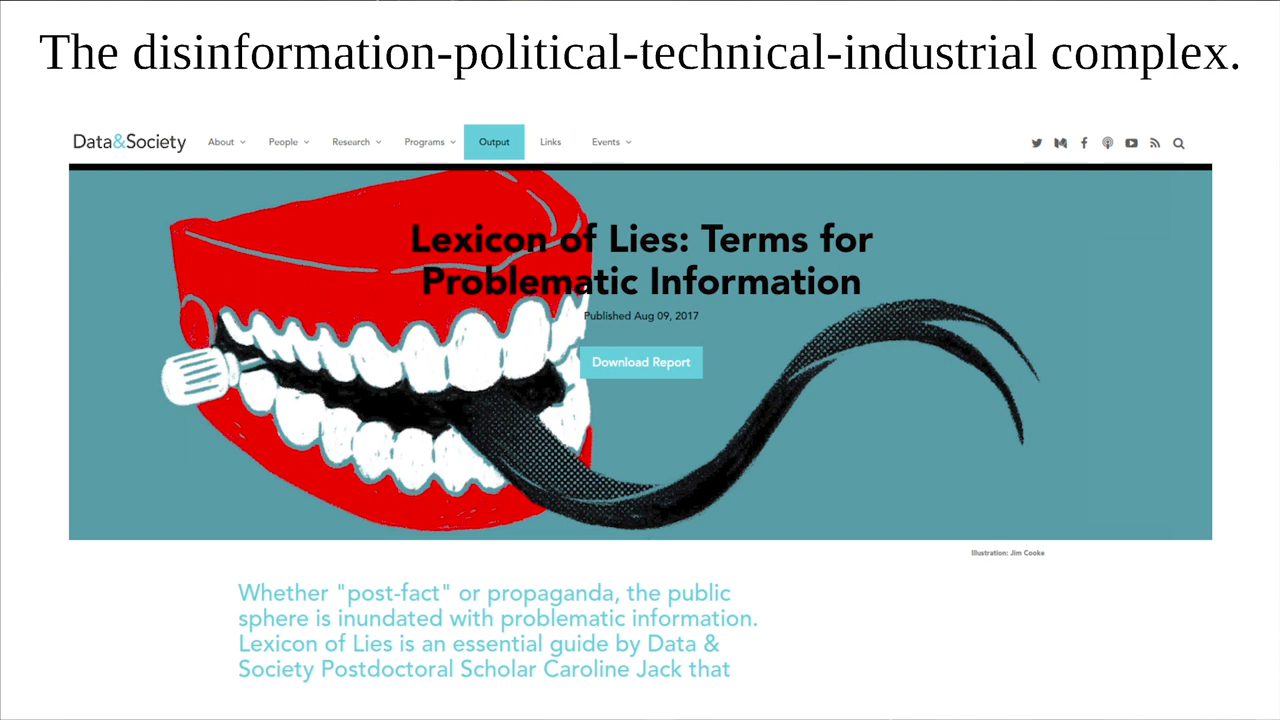 The disinformation-political-technical-industrial complex.
Data&Society About People Research Programs Output Links Events
Lexicon of Lies: Terms for
Problematic Information
Published Aug 09, 2017
Download Report
Illustration: Jim Cooke
Whether "post-fact" or propaganda, the public
sphere is inundated with problematic information.
Lexicon of Lies is an essential guide by Data &
Society Postdoctoral Scholar Caroline Jack that